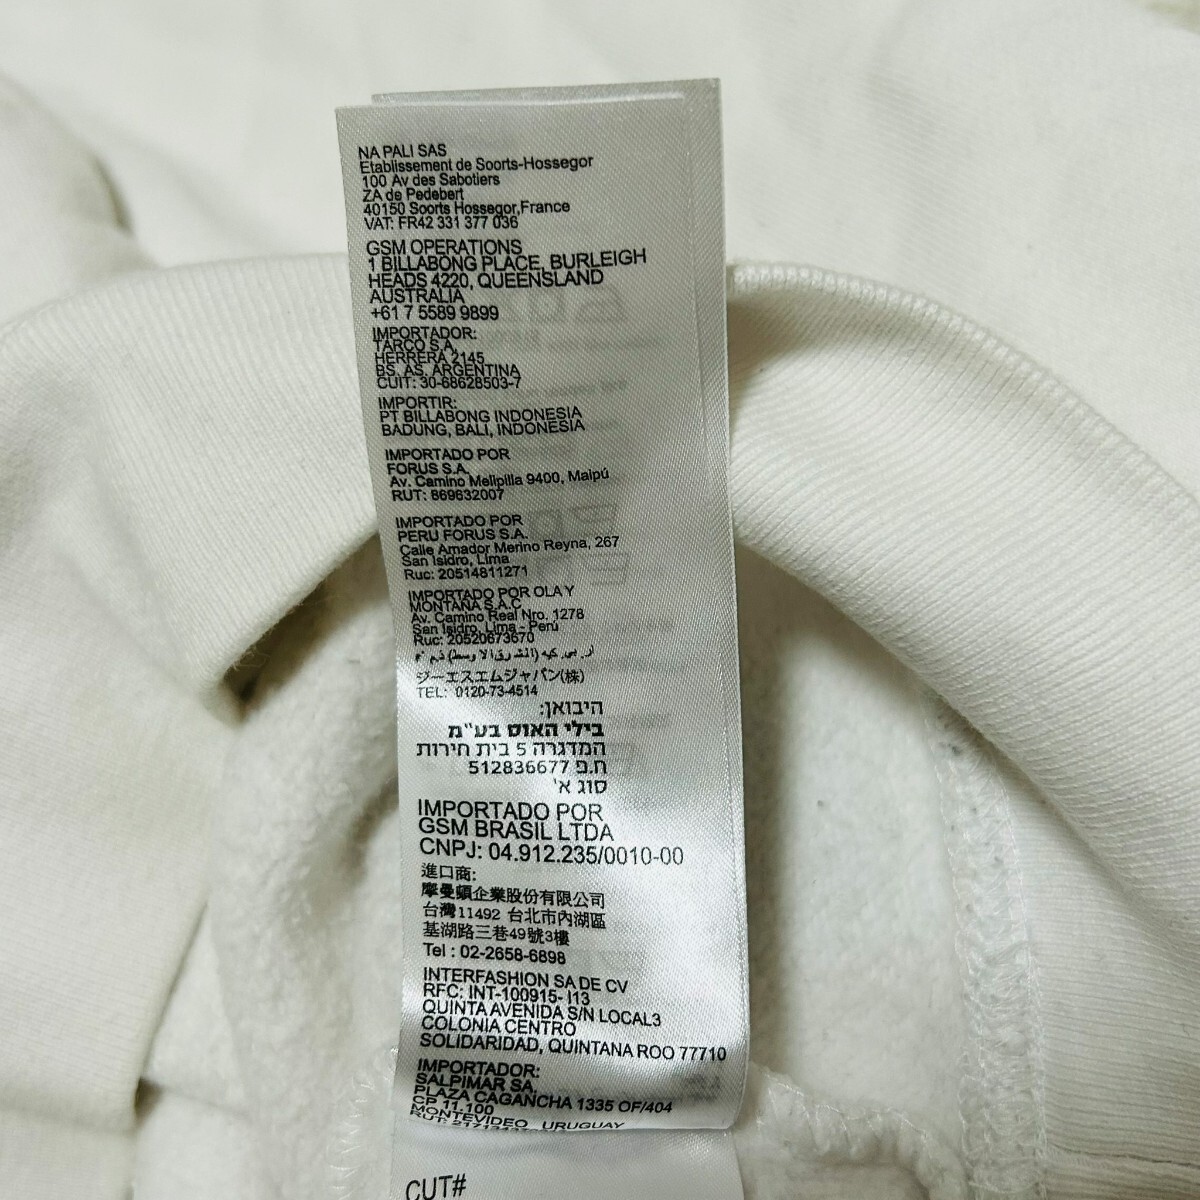 NA PALI SAS
Etablissement de Soorts-Hossegor
100 Av des Sabotiers
ZA de Pedebert
40150 Soorts Hossegor,France
VAT: FR42 331 377 036
GSM OPERATIONS
1 BILLABONG PLACE, BURLEIGH
HEADS 4220, QUEENSLAND
AUSTRALIA
+61 7 5589 9899
IMPORTADOR:
TARCO S.A.
HERRERA 2145
BS. AS. ARGENTINA
CUIT: 30-68628503-7
IMPORTIR:
PT BILLABONG INDONESIA
BADUNG, BALI, INDONESIA
IMPORTADO POR
FORUS S.A.
Av. Camino Melipilla 9400, Maipú
RUT: 869632007
IMPORTADO POR
PERU FORUS S.A.
Calle Amador Merino Reyna, 267
San Isidro, Lima
Ruc: 20514811271
IMPORTADO POR OLA Y
MONTAÑA S.A.C
Av. Camino Real Nro. 1278
San Isidro, Lima - Perú
Ruc: 20520673670
(الشرق الاوسط)
ジーエスエムジャパン(株)
TEL: 0120-73-4514
היבואן:
בילי האוס בע"מ
המדגרה 5 בית חירות
ח.פ 512836677
סוג א'
IMPORTADO POR
GSM BRASIL LTDA
CNPJ: 04.912.235/0010-00
進口商:
摩曼頓企業股份有限公司
台灣11492 台北市內湖區
基湖路三巷49號3樓
Tel : 02-2658-6898
INTERFASHION SA DE CV
RFC: INT-100915- I13
QUINTA AVENIDA S/N LOCAL3
COLONIA CENTRO
SOLIDARIDAD, QUINTANA ROO 77710
IMPORTADOR:
SALPIMAR SA.
PLAZA CAGANCHA 1335 OF/404
CP 11.100
MONTEVIDEO URUGUAY
RUT:
CUT#